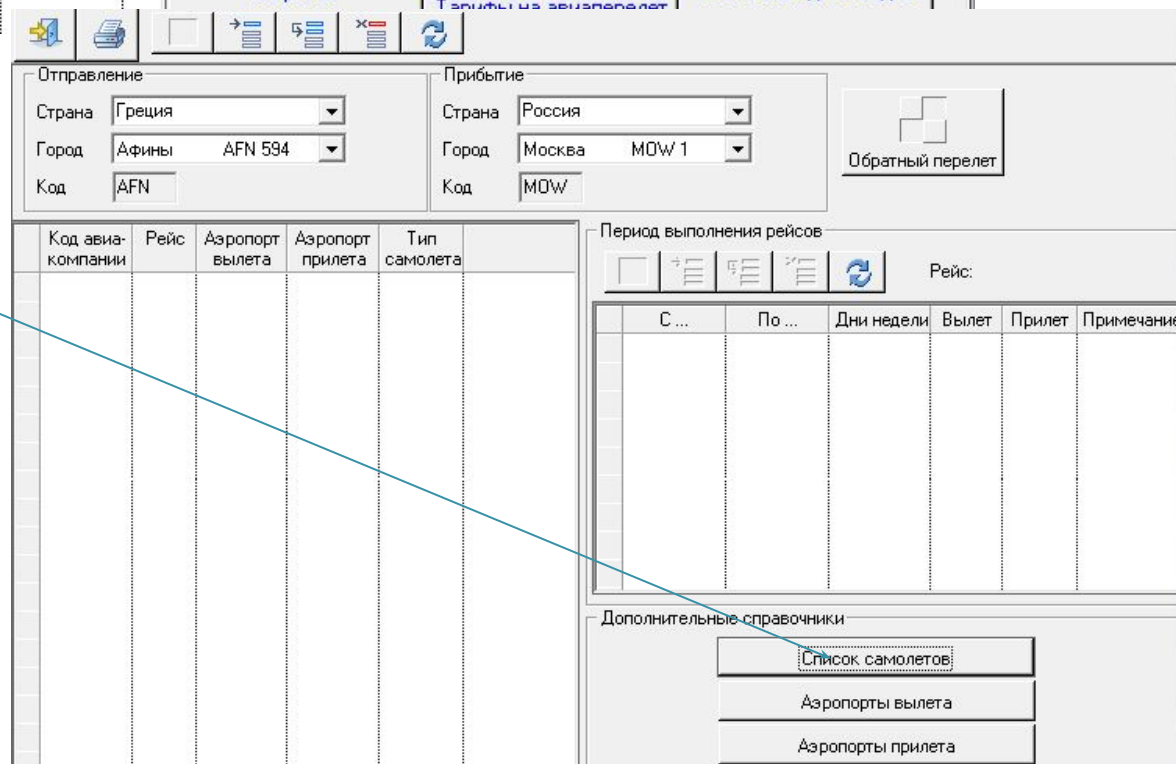 Тарифы на авиаперелет
Отправление
Страна Греция
Город Афины AFN 594
Код AFN
Прибытие
Страна Россия
Город Москва MOW 1
Код MOW
Обратный перелет
Код авиа-компании Рейс Аэропорт вылета Аэропорт прилета Тип самолета
Период выполнения рейсов
Рейс:
С ... По ... Дни недели Вылет Прилет Примечание
Дополнительные справочники
Список самолетов
Аэропорты вылета
Аэропорты прилета